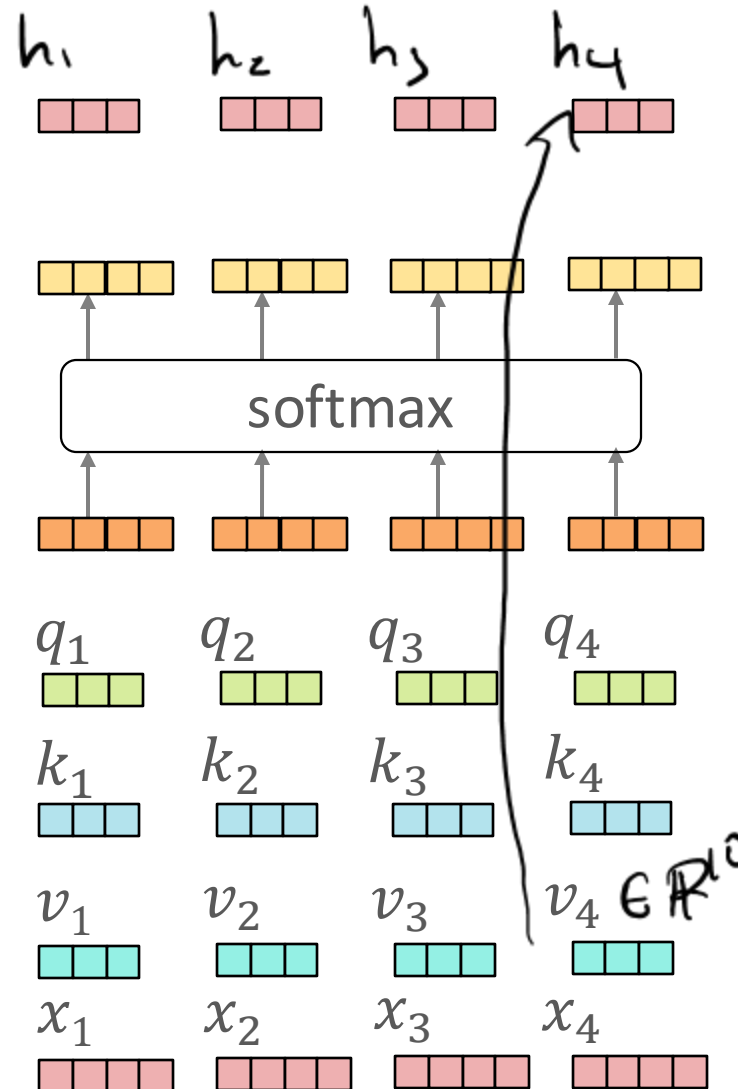 h₁ h₂ h₃ h₄
softmax
q₁ q₂ q₃ q₄
k₁ k₂ k₃ k₄
v₁ v₂ v₃ v₄ ∈ ℝ¹⁰
x₁ x₂ x₃ x₄